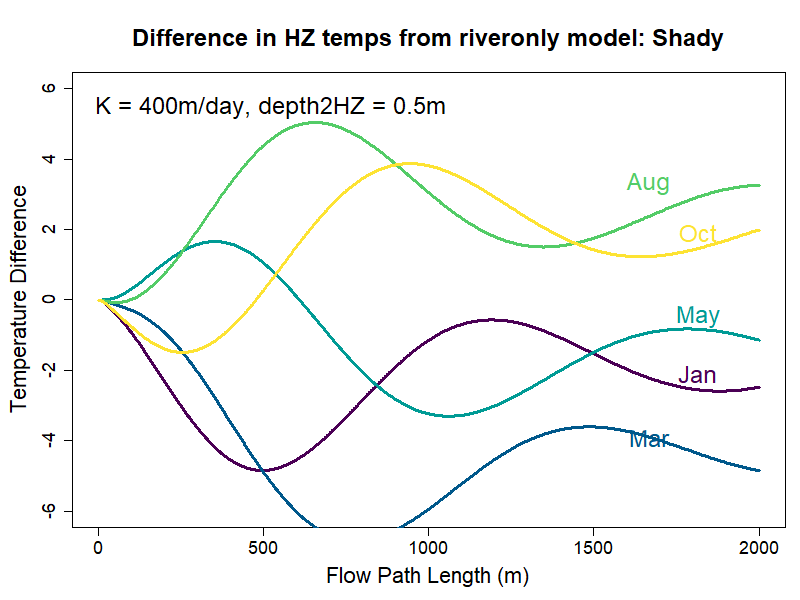 Difference in HZ temps from riveronly model: Shady
K = 400m/day, depth2HZ = 0.5m
Temperature Difference
6
4
2
0
-2
-4
-6
Aug
Oct
May
Jan
Mar
0 500 1000 1500 2000
Flow Path Length (m)